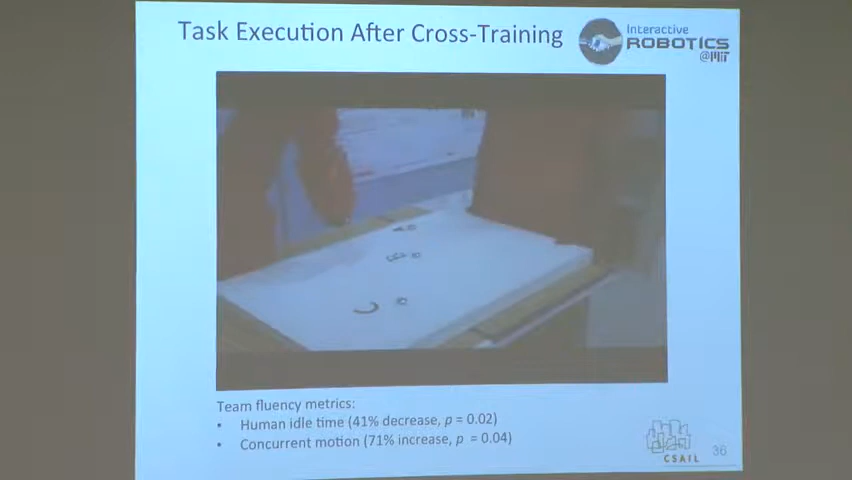 Task Execution After Cross-Training
Interactive
ROBOTICS
@MIT
A
B
C
Team fluency metrics:
• Human idle time (41% decrease, p = 0.02)
• Concurrent motion (71% increase, p = 0.04)
CSAIL
36